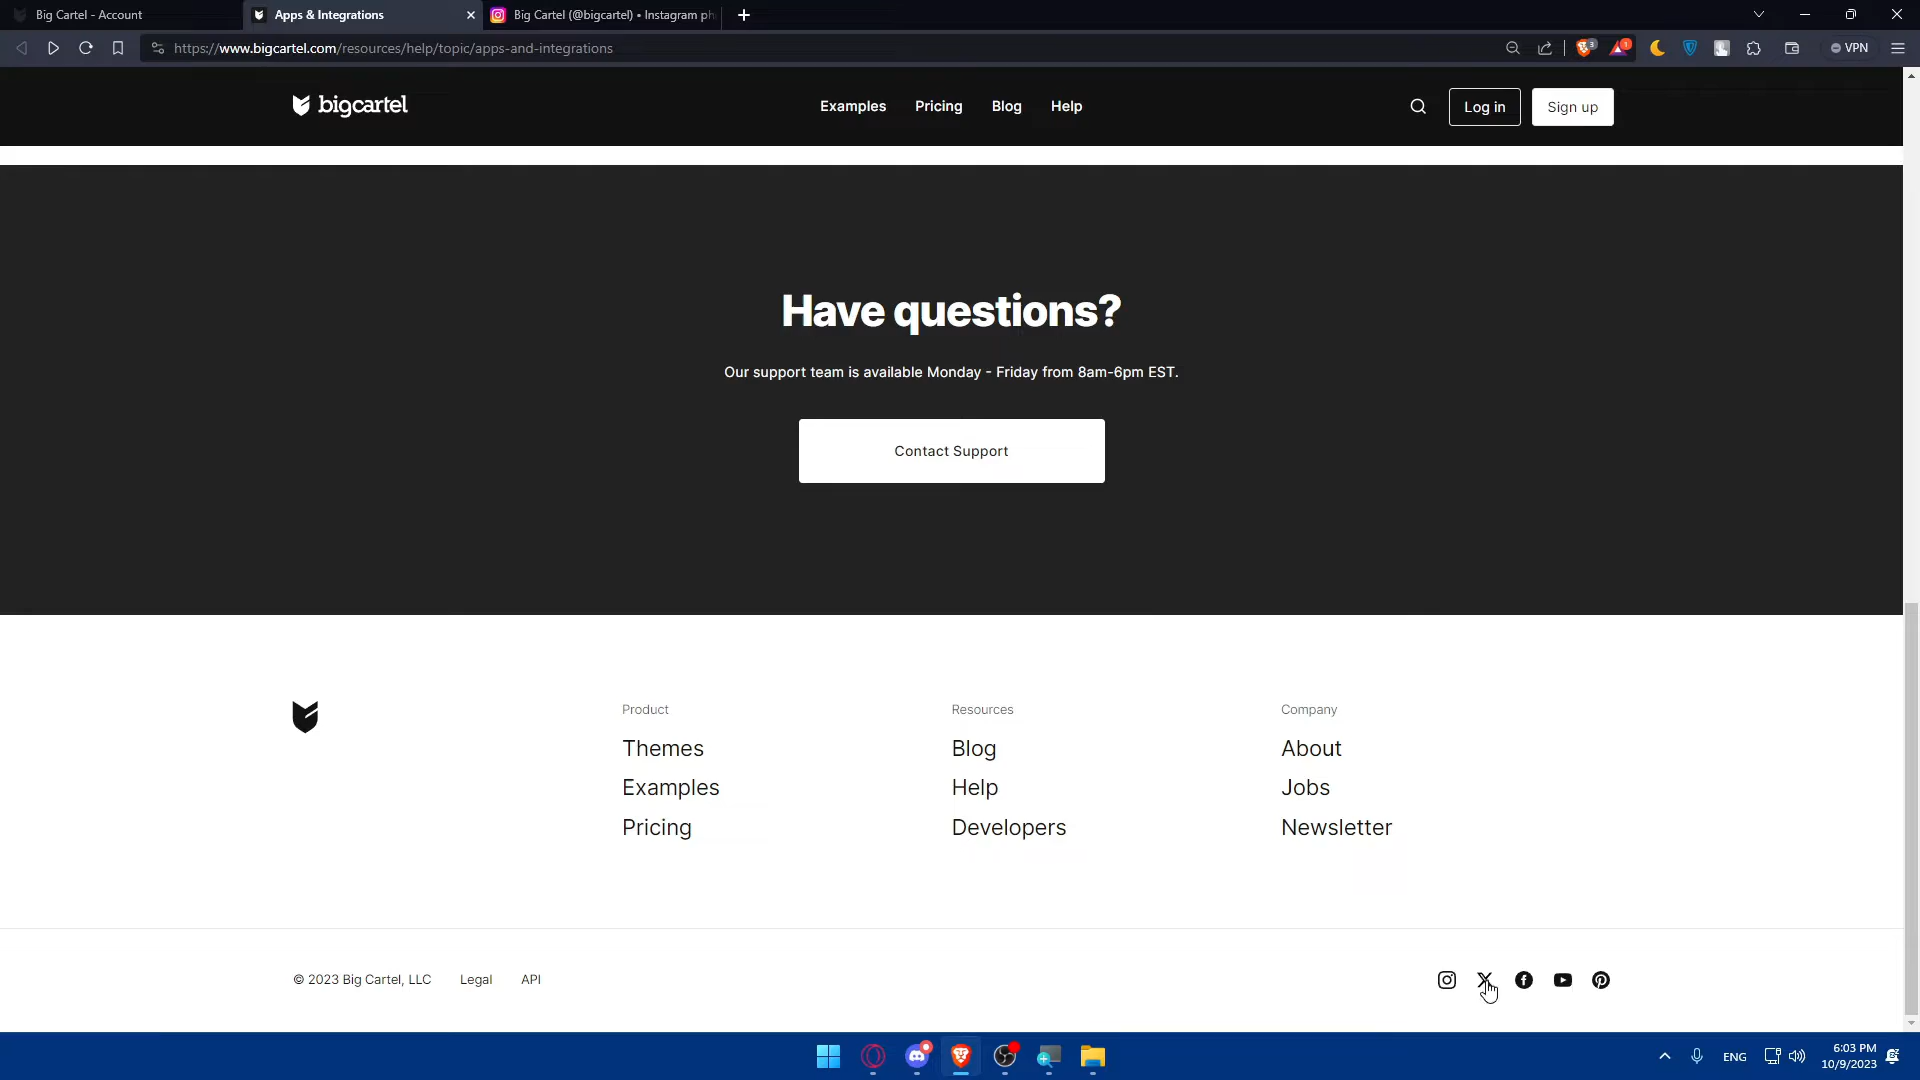 Big Cartel - Account
Apps & Integrations
Big Cartel (@bigcartel) • Instagram ph
https://www.bigcartel.com/resources/help/topic/apps-and-integrations
3
1
VPN
bigcartel
Examples
Pricing
Blog
Help
Log in
Sign up
Have questions?
Our support team is available Monday - Friday from 8am-6pm EST.
Contact Support
Product
Themes
Examples
Pricing
Resources
Blog
Help
Developers
Company
About
Jobs
Newsletter
© 2023 Big Cartel, LLC
Legal
API
ENG
6:03 PM
10/9/2023